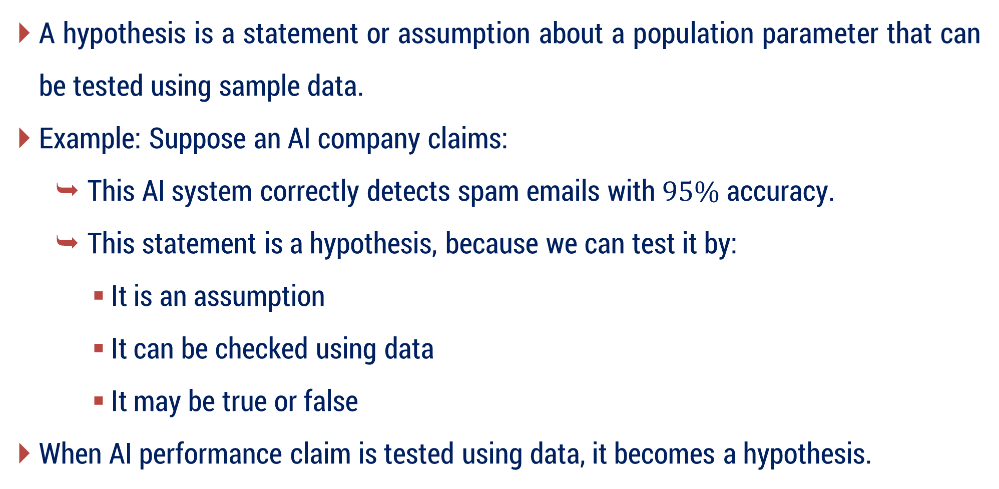 A hypothesis is a statement or assumption about a population parameter that can
be tested using sample data.
Example: Suppose an AI company claims:
This AI system correctly detects spam emails with 95% accuracy.
This statement is a hypothesis, because we can test it by:
It is an assumption
It can be checked using data
It may be true or false
When AI performance claim is tested using data, it becomes a hypothesis.